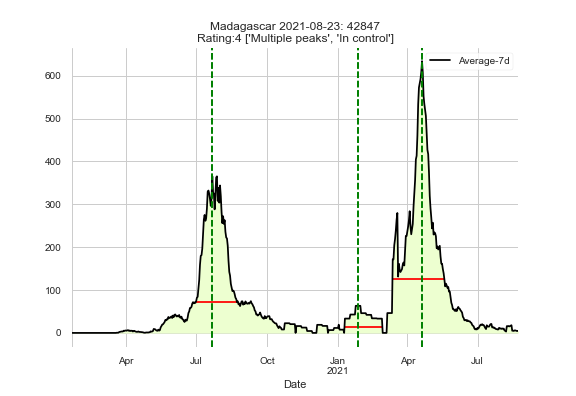 Madagascar 2021-08-23: 42847
Rating:4 ['Multiple peaks', 'In control']
Average-7d
600
500
400
300
200
100
0
Apr Jul Oct Jan Apr Jul
2021
Date